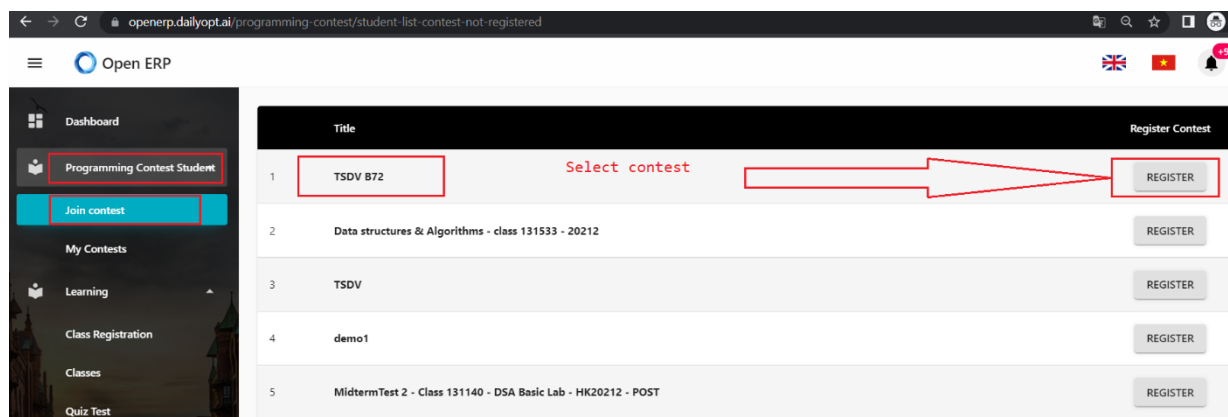 openerp.dailyopt.ai/programming-contest/student-list-contest-not-registered
Open ERP
Dashboard
Programming Contest Student
Join contest
My Contests
Learning
Class Registration
Classes
Quiz Test
Title Register Contest
1 TSDV B72 Select contest REGISTER
2 Data structures & Algorithms - class 131533 - 20212 REGISTER
3 TSDV REGISTER
4 demo1 REGISTER
5 MidtermTest 2 - Class 131140 - DSA Basic Lab - HK20212 - POST REGISTER